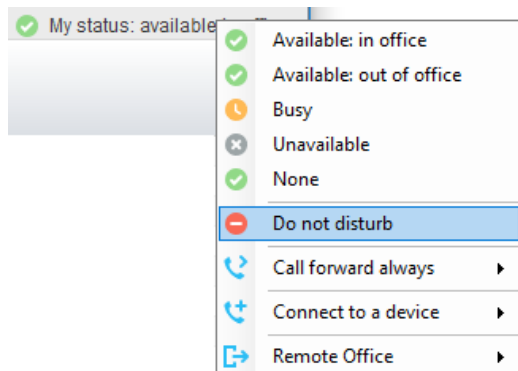 My status: available
Available: in office
Available: out of office
Busy
Unavailable
None
Do not disturb
Call forward always
Connect to a device
Remote Office